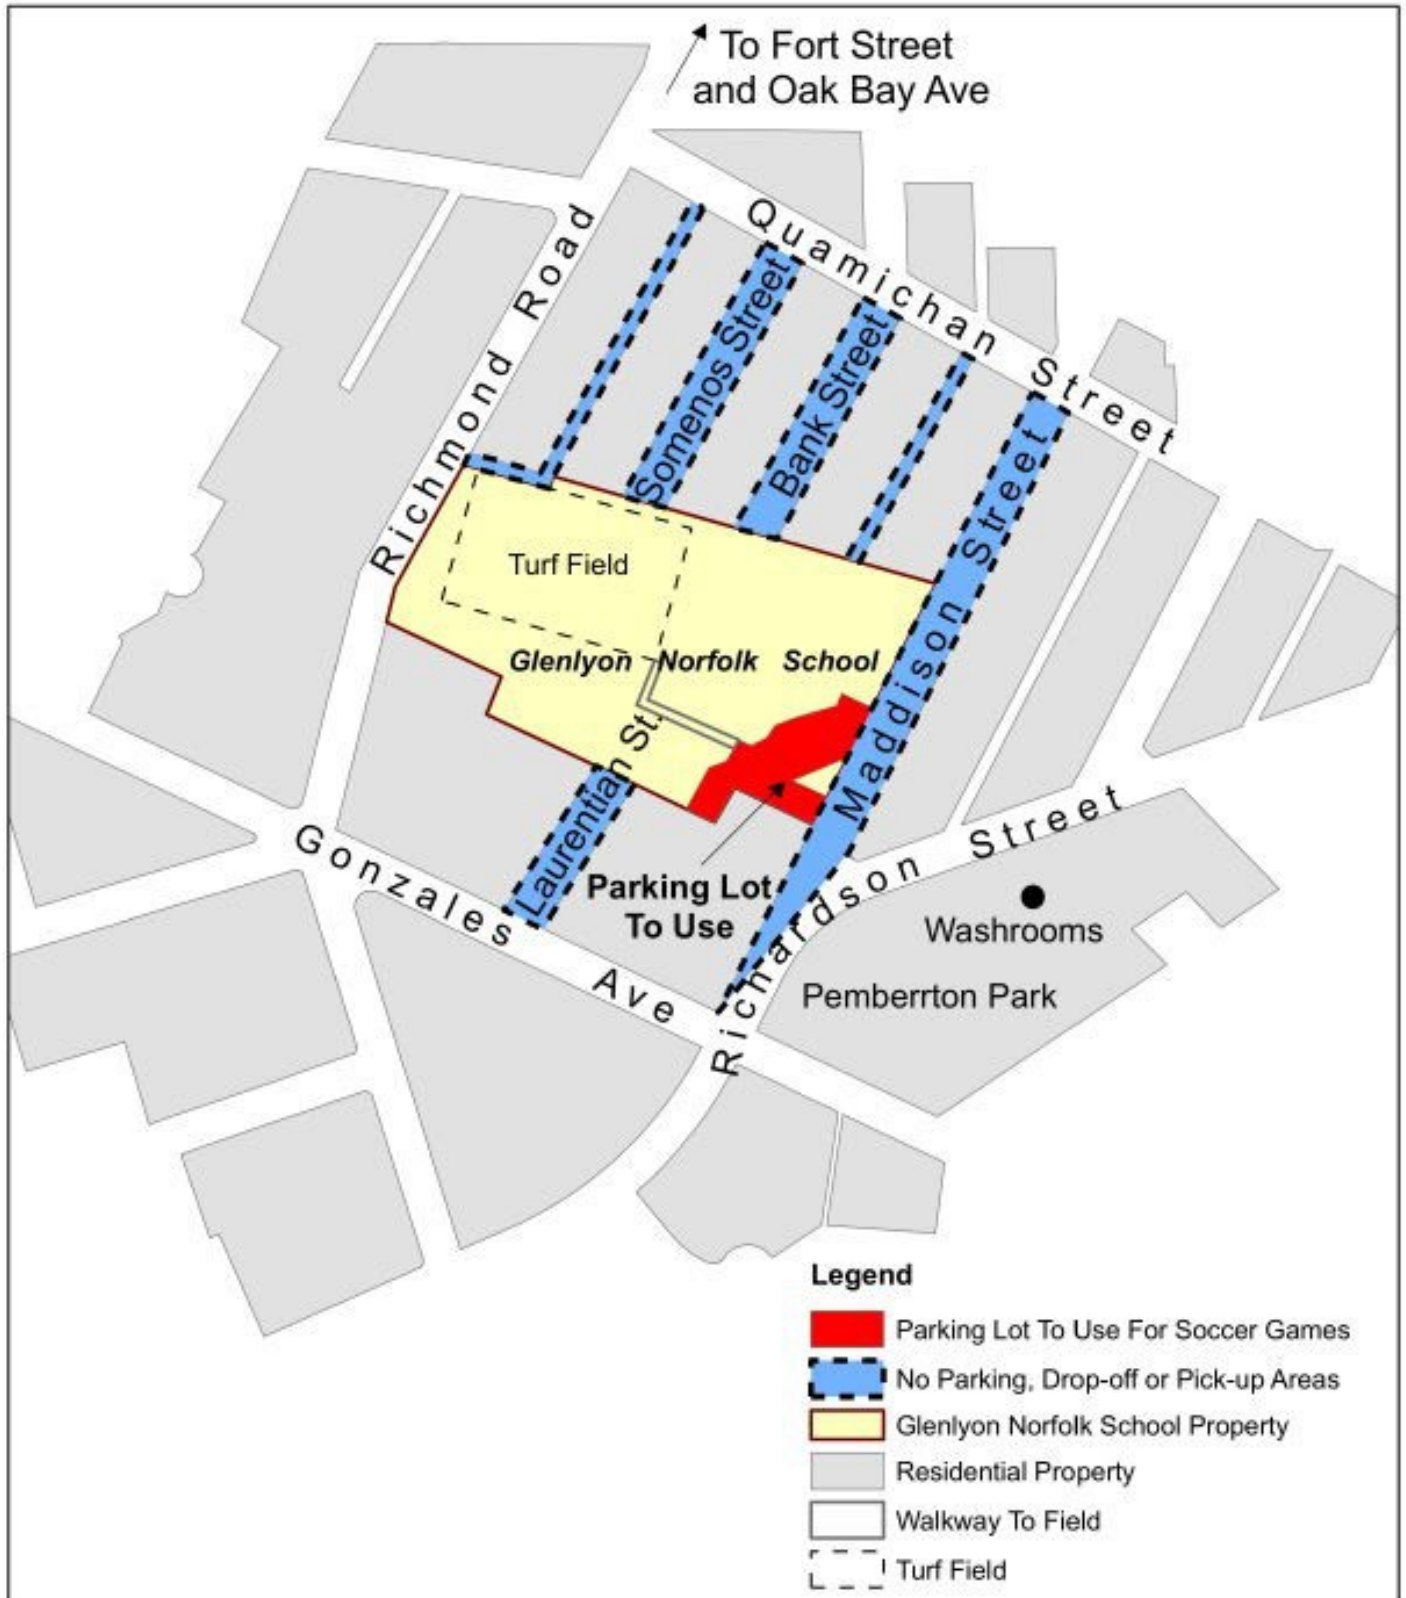 To Fort Street
and Oak Bay Ave
Quamichan Street
Richmond Road
Somenos Street
Bank Street
Maddison Street
Turf Field
Glenlyon Norfolk School
Laurentian St.
Gonzales Ave
Parking Lot
To Use
Richardson Street
Washrooms
Pemberrton Park
Legend
Parking Lot To Use For Soccer Games
No Parking, Drop-off or Pick-up Areas
Glenlyon Norfolk School Property
Residential Property
Walkway To Field
Turf Field